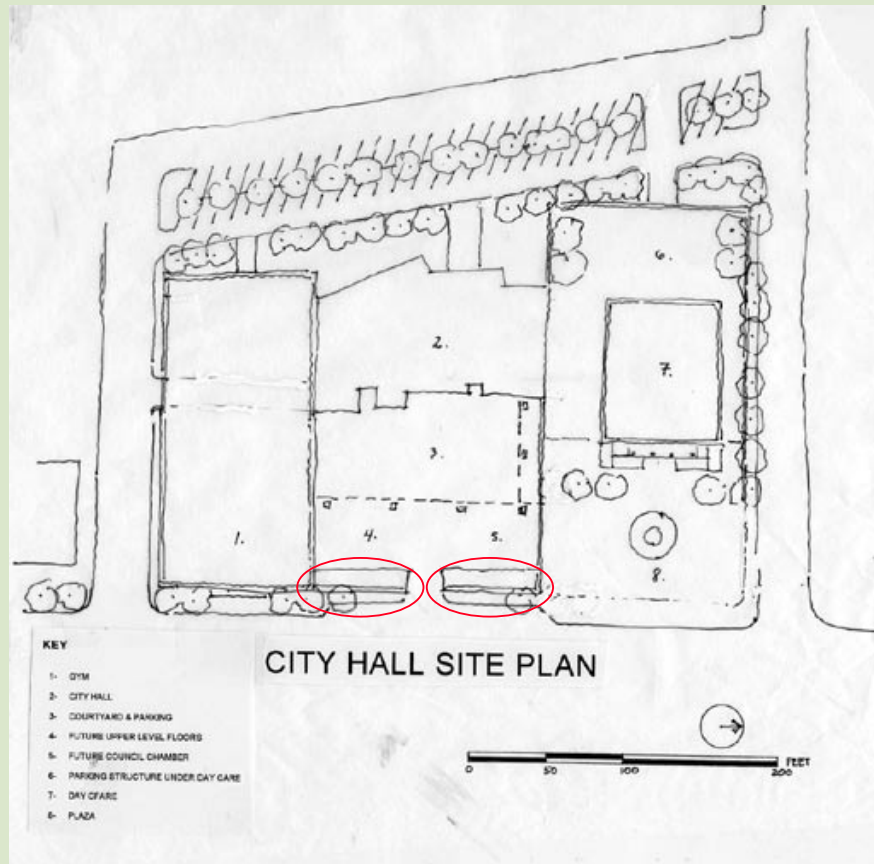 6.
2.
7.
3.
1.
4.
5.
8.
KEY
1- GYM
2- CITY HALL
3- COURTYARD & PARKING
4- FUTURE UPPER LEVEL FLOORS
5- FUTURE COUNCIL CHAMBER
6- PARKING STRUCTURE UNDER DAY CARE
7- DAY CFARE
8- PLAZA
CITY HALL SITE PLAN
0 50 100 200 FEET